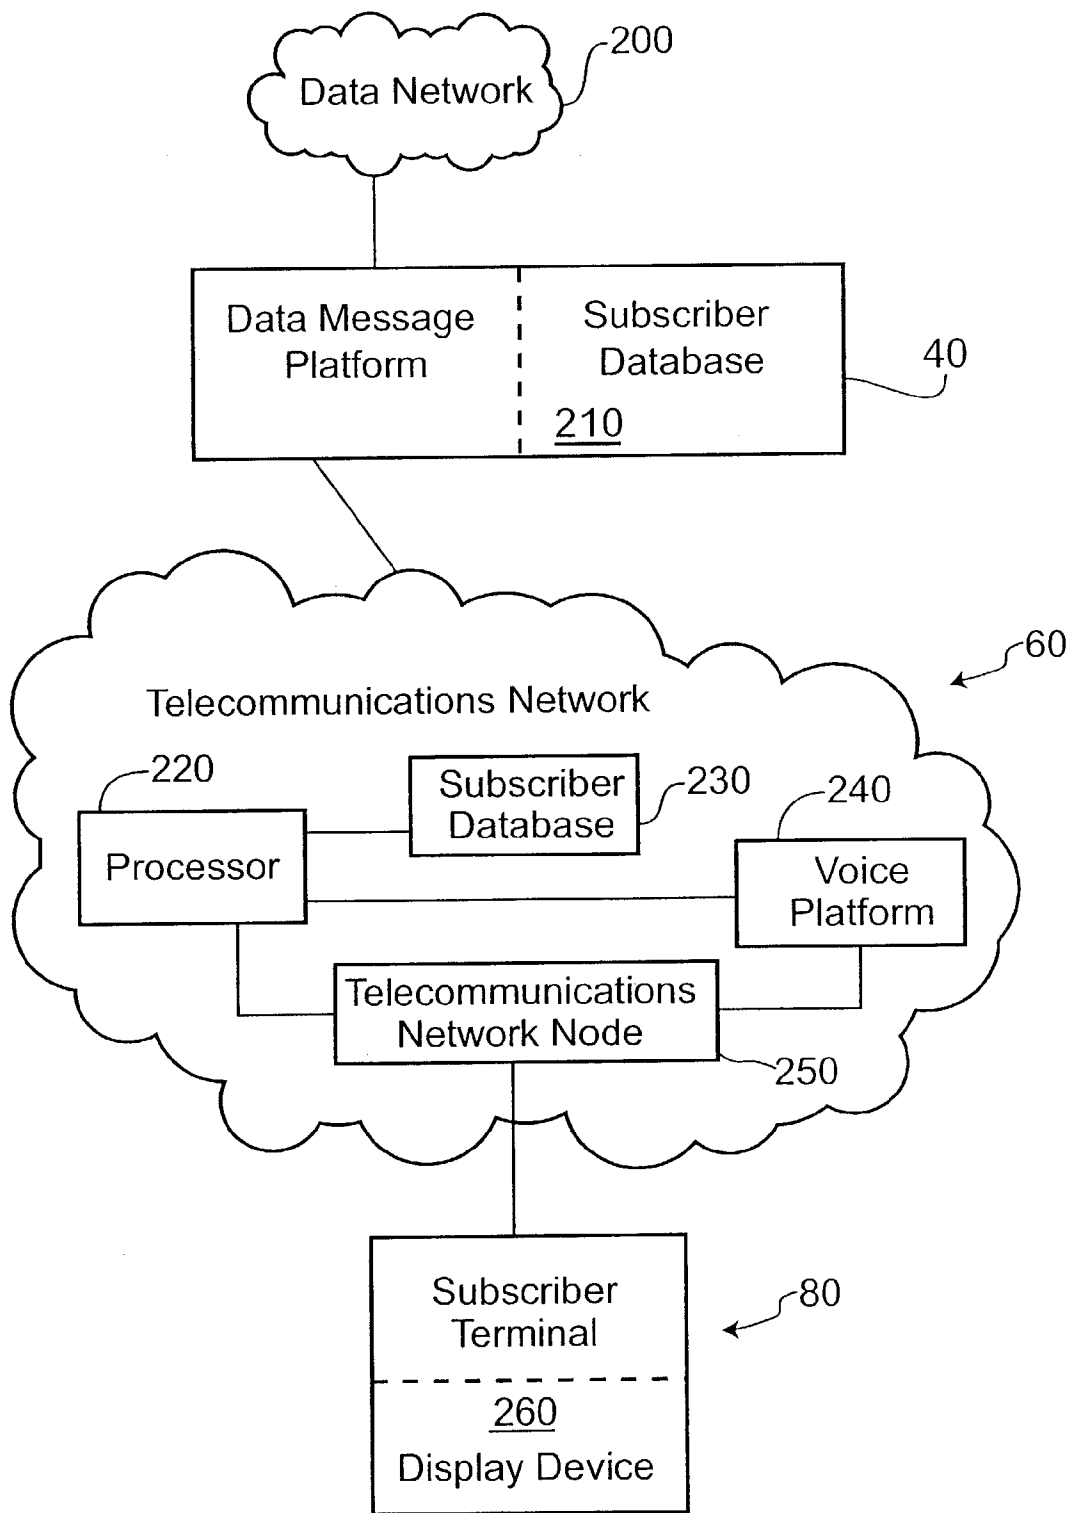 200
Data Network
Data Message
Platform
Subscriber
Database
210
40
60
Telecommunications Network
220
Subscriber
Database
230
240
Processor
Voice
Platform
Telecommunications
Network Node
250
Subscriber
Terminal
80
260
Display Device